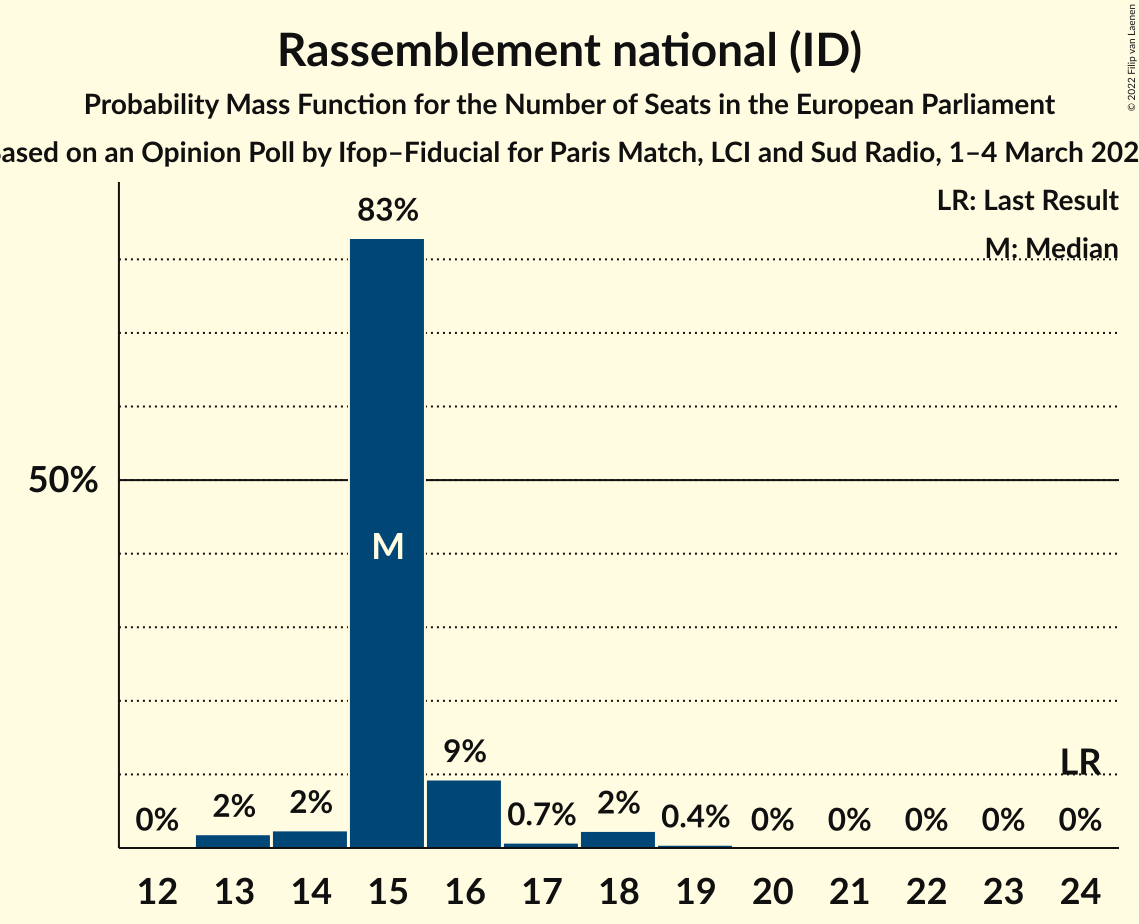 Rassemblement national (ID)
Probability Mass Function for the Number of Seats in the European Parliament
on an Opinion Poll by Ifop–Fiducial for Paris Match, LCI and Sud Radio, 1–4 March
© 2022 Filip van Laenen
LR: Last Result
M: Median
83%
50%
M
9%
LR
0% 2% 2% 0.7% 2% 0.4% 0% 0% 0% 0% 0%
12 13 14 15 16 17 18 19 20 21 22 23 24